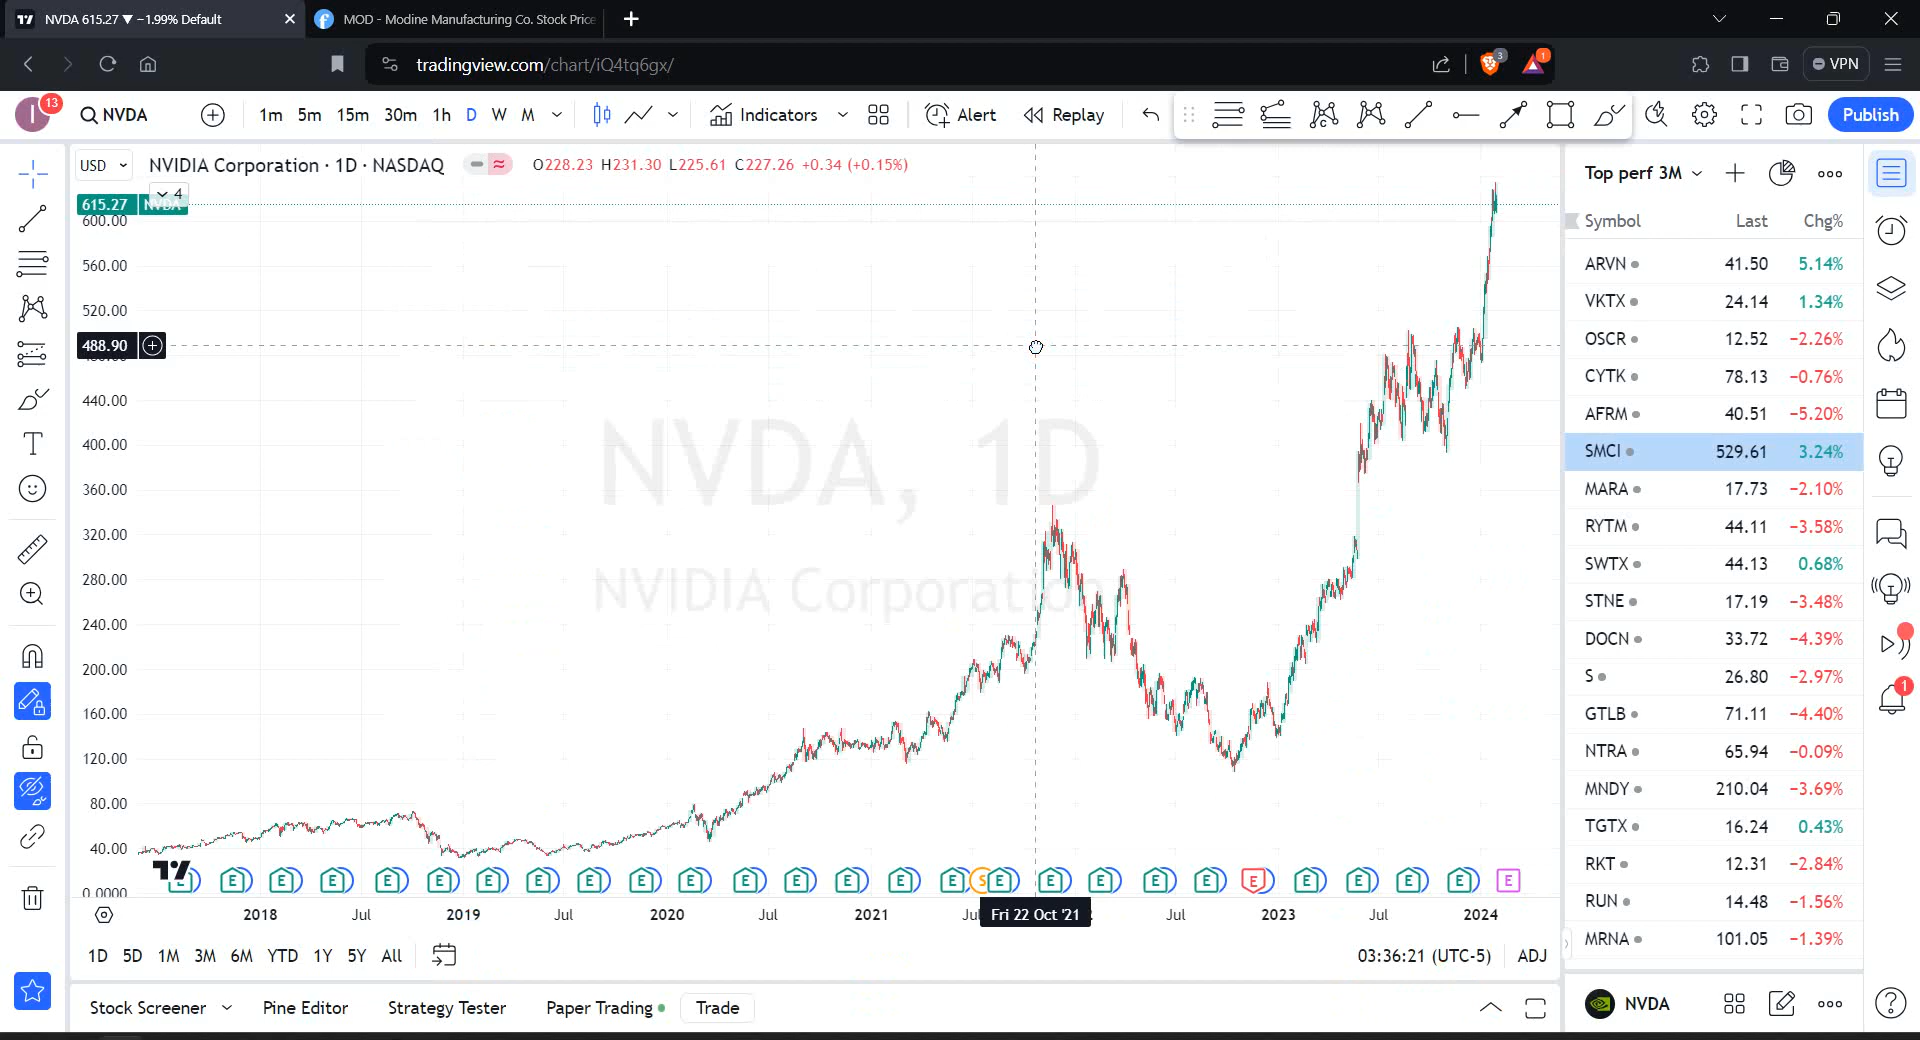 NVDA 615.27 ▼ −1.99% Default
MOD - Modine Manufacturing Co. Stock Price
tradingview.com/chart/iQ4tq6gx/
3
1
VPN
I
13
NVDA
1m 5m 15m 30m 1h D W M
Indicators
Alert
Replay
Publish
USD
NVIDIA Corporation · 1D · NASDAQ
O228.23 H231.30 L225.61 C227.26 +0.34 (+0.15%)
4
615.27 NVDA
600.00
560.00
520.00
488.90
440.00
400.00
360.00
320.00
280.00
240.00
200.00
160.00
120.00
80.00
40.00
0.0000
NVDA, 1D
NVIDIA Corporation
E E E E E E E E E E E E E E E E S E E E E E E E E E E E
2018 Jul 2019 Jul 2020 Jul 2021 Jul Fri 22 Oct '21 2 Jul 2023 Jul 2024
1D 5D 1M 3M 6M YTD 1Y 5Y All
03:36:21 (UTC-5)
ADJ
Stock Screener
Pine Editor
Strategy Tester
Paper Trading
Trade
Top perf 3M
Symbol Last Chg%
ARVN 41.50 5.14%
VKTX 24.14 1.34%
OSCR 12.52 −2.26%
CYTK 78.13 −0.76%
AFRM 40.51 −5.20%
SMCI 529.61 3.24%
MARA 17.73 −2.10%
RYTM 44.11 −3.58%
SWTX 44.13 0.68%
STNE 17.19 −3.48%
DOCN 33.72 −4.39%
S 26.80 −2.97%
GTLB 71.11 −4.40%
NTRA 65.94 −0.09%
MNDY 210.04 −3.69%
TGTX 16.24 0.43%
RKT 12.31 −2.84%
RUN 14.48 −1.56%
MRNA 101.05 −1.39%
NVDA
1